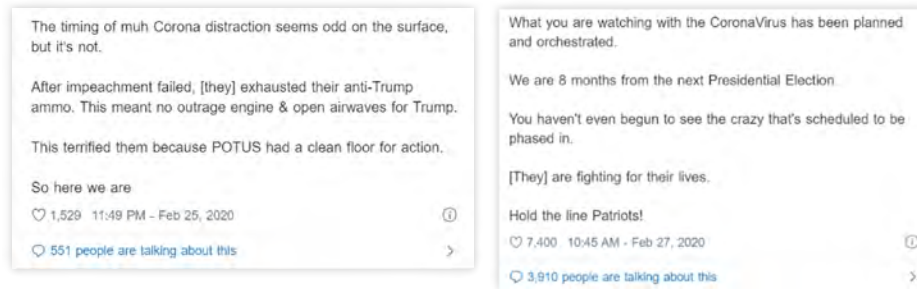 The timing of muh Corona distraction seems odd on the surface,
but it's not.
After impeachment failed, [they] exhausted their anti-Trump
ammo. This meant no outrage engine & open airwaves for Trump.
This terrified them because POTUS had a clean floor for action.
So here we are
1,529 11:49 PM - Feb 25, 2020
551 people are talking about this
What you are watching with the CoronaVirus has been planned
and orchestrated.
We are 8 months from the next Presidential Election
You haven't even begun to see the crazy that's scheduled to be
phased in.
[They] are fighting for their lives.
Hold the line Patriots!
7,400 10:45 AM - Feb 27, 2020
3,910 people are talking about this